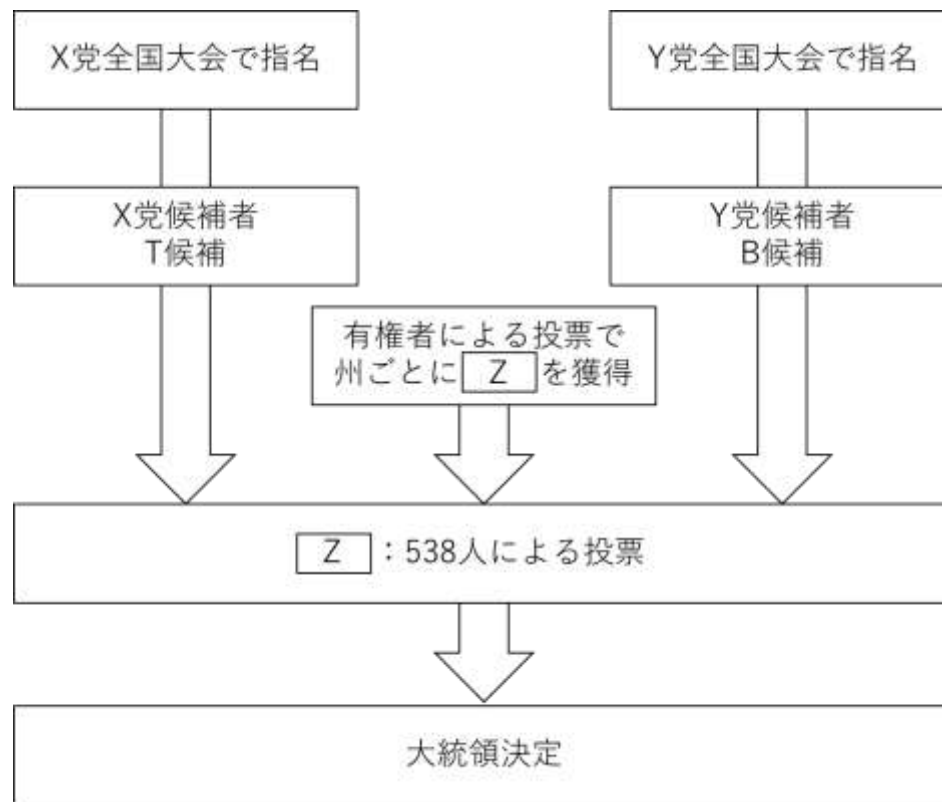 X党全国大会で指名
Y党全国大会で指名
X党候補者
T候補
Y党候補者
B候補
有権者による投票で
州ごとに Z を獲得
Z ：538人による投票
大統領決定